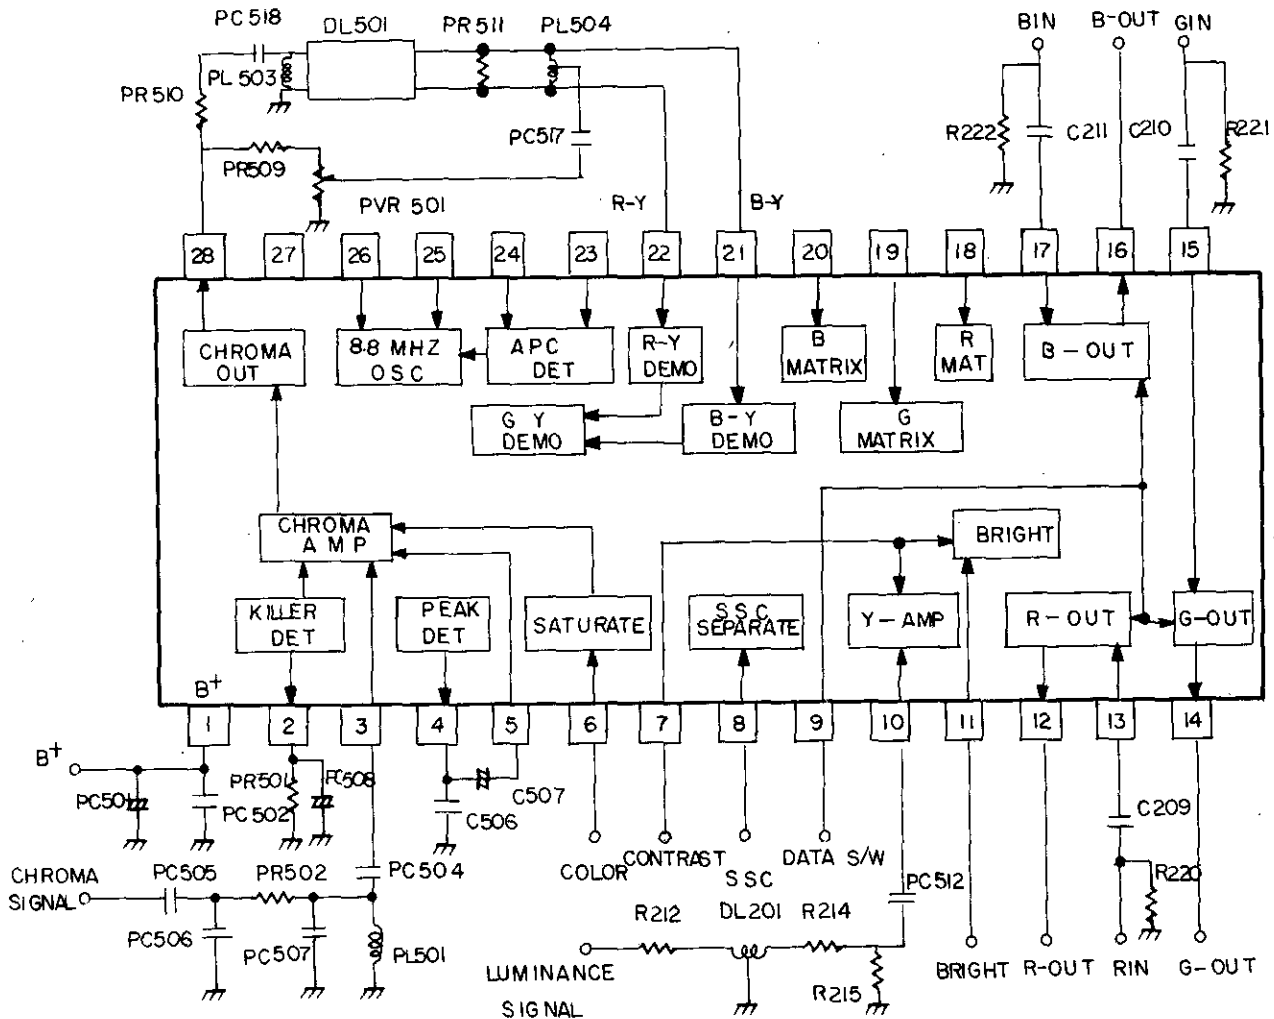 PC518
DL501
PR511
PL504
BIN
B-OUT
GIN
PL503
PR510
PC517
R222
C211
C210
R221
PR509
PVR 501
R-Y
B-Y
28
27
26
25
24
23
22
21
20
19
18
17
16
15
CHROMA
OUT
8.8 MHZ
OSC
APC
DET
R-Y
DEMO
B
MATRIX
R
MAT
B-OUT
G Y
DEMO
B-Y
DEMO
G
MATRIX
CHROMA
AMP
BRIGHT
KILLER
DET
PEAK
DET
SATURATE
SSC
SEPARATE
Y-AMP
R-OUT
G-OUT
B+
1
2
3
4
5
6
7
8
9
10
11
12
13
14
B+
PC501
PC502
PR501
PC508
C507
C506
C209
CHROMA
SIGNAL
PC505
PR502
PC504
COLOR
CONTRAST
SSC
DATA S/W
PC512
R220
PC506
PC507
PL501
R212
DL201
R214
LUMINANCE
SIGNAL
R215
BRIGHT
R-OUT
RIN
G-OUT